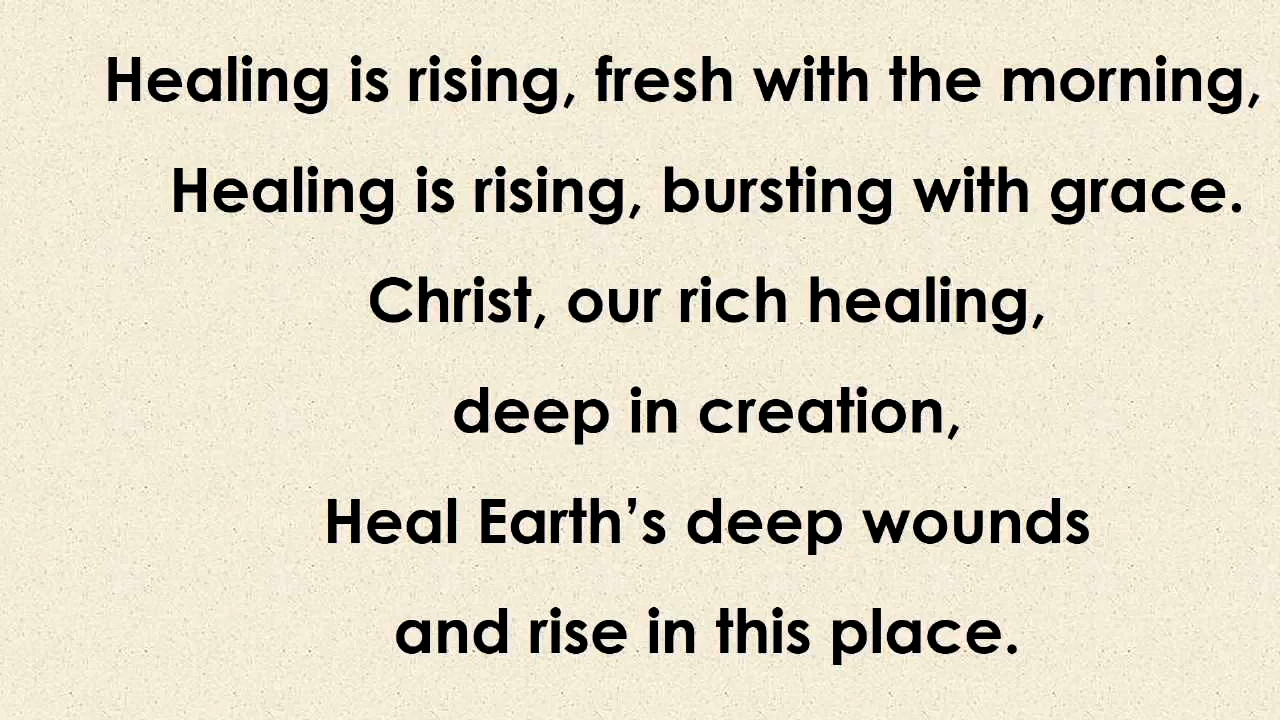 Healing is rising, fresh with the morning,
Healing is rising, bursting with grace.
Christ, our rich healing,
deep in creation,
Heal Earth’s deep wounds
and rise in this place.